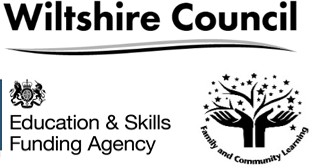 Wiltshire Council
Education & Skills
Funding Agency
Family and Community Learning